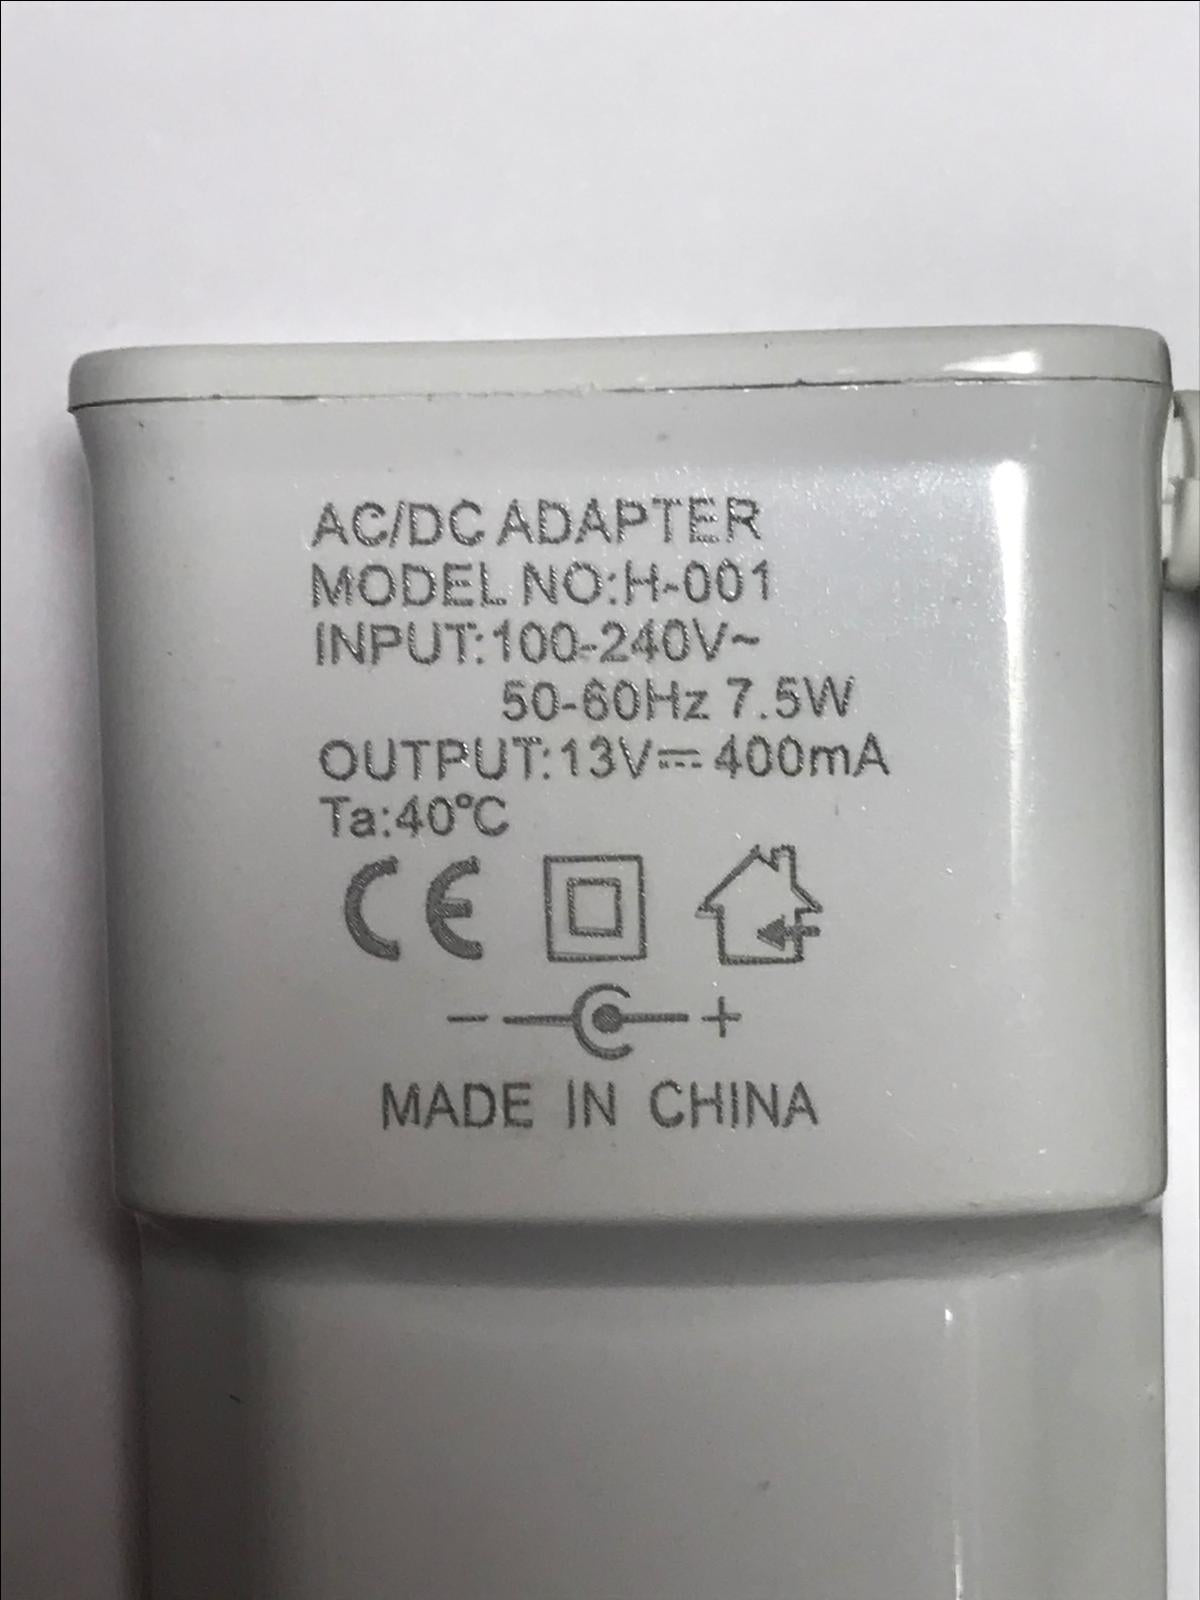 AC/DC ADAPTER
MODEL NO:H-001
INPUT:100-240V~
50-60Hz 7.5W
OUTPUT:13V⎓400mA
Ta:40°C
CE
- +
MADE IN CHINA